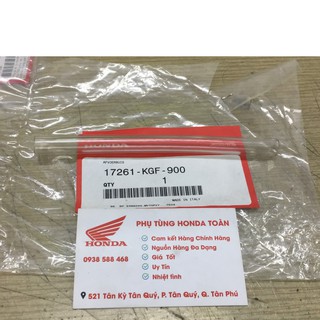 HONDA
17261-KGF-900
QTY 1
MADE IN ITALY
HONDA
0938 588 468
PHỤ TÙNG HONDA TOÀN
Cam kết Hàng Chính Hãng
Nguồn Hàng Đa Dạng
Giá Tốt
Uy Tín
Nhiệt tình
521 Tân Kỳ Tân Quý, P. Tân Quý, Q. Tân Phú